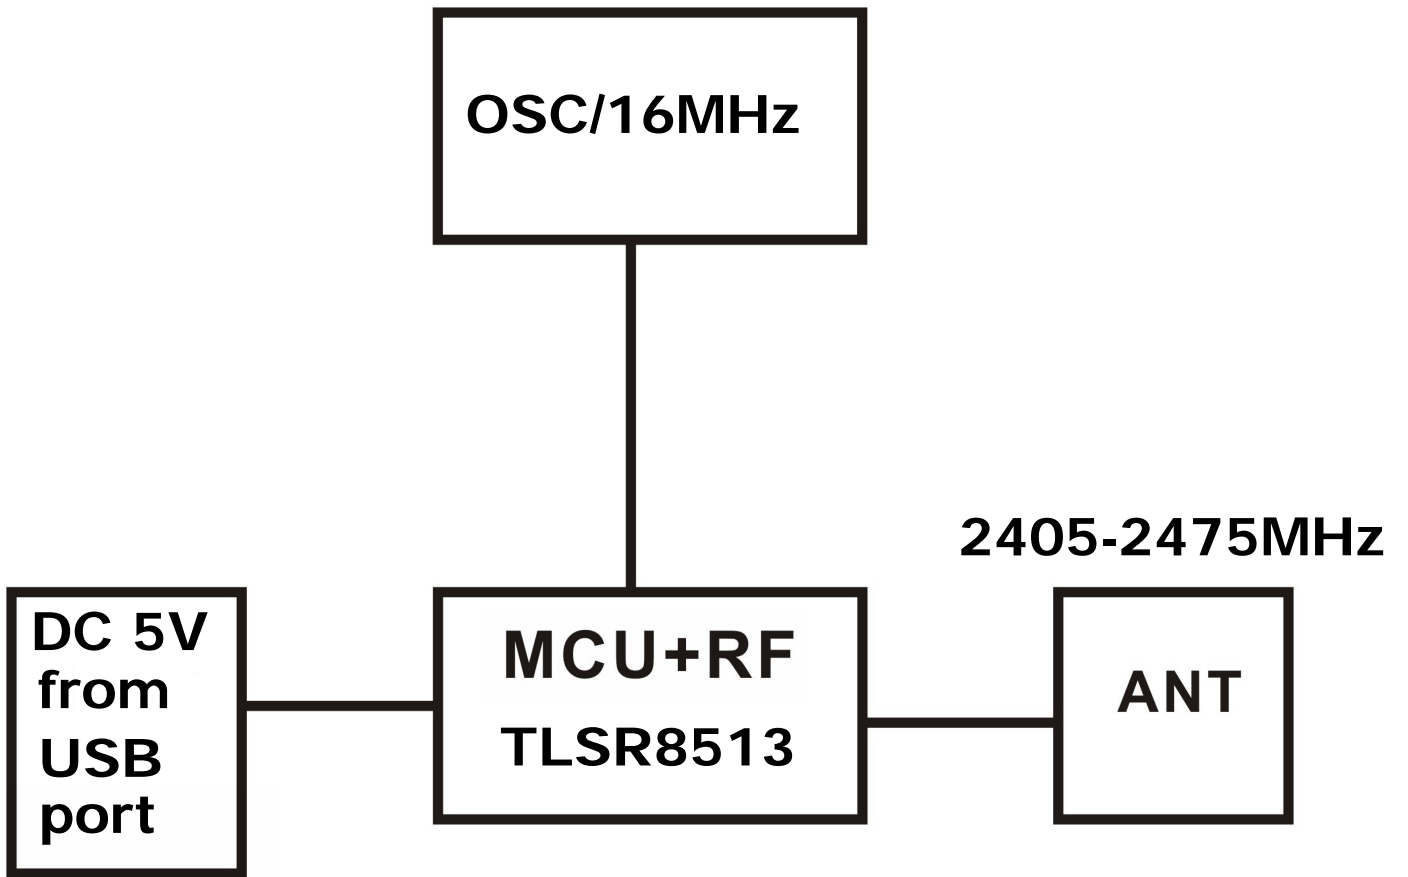 OSC/16MHz
2405-2475MHz
DC 5V
from
USB
port
MCU+RF
TLSR8513
ANT